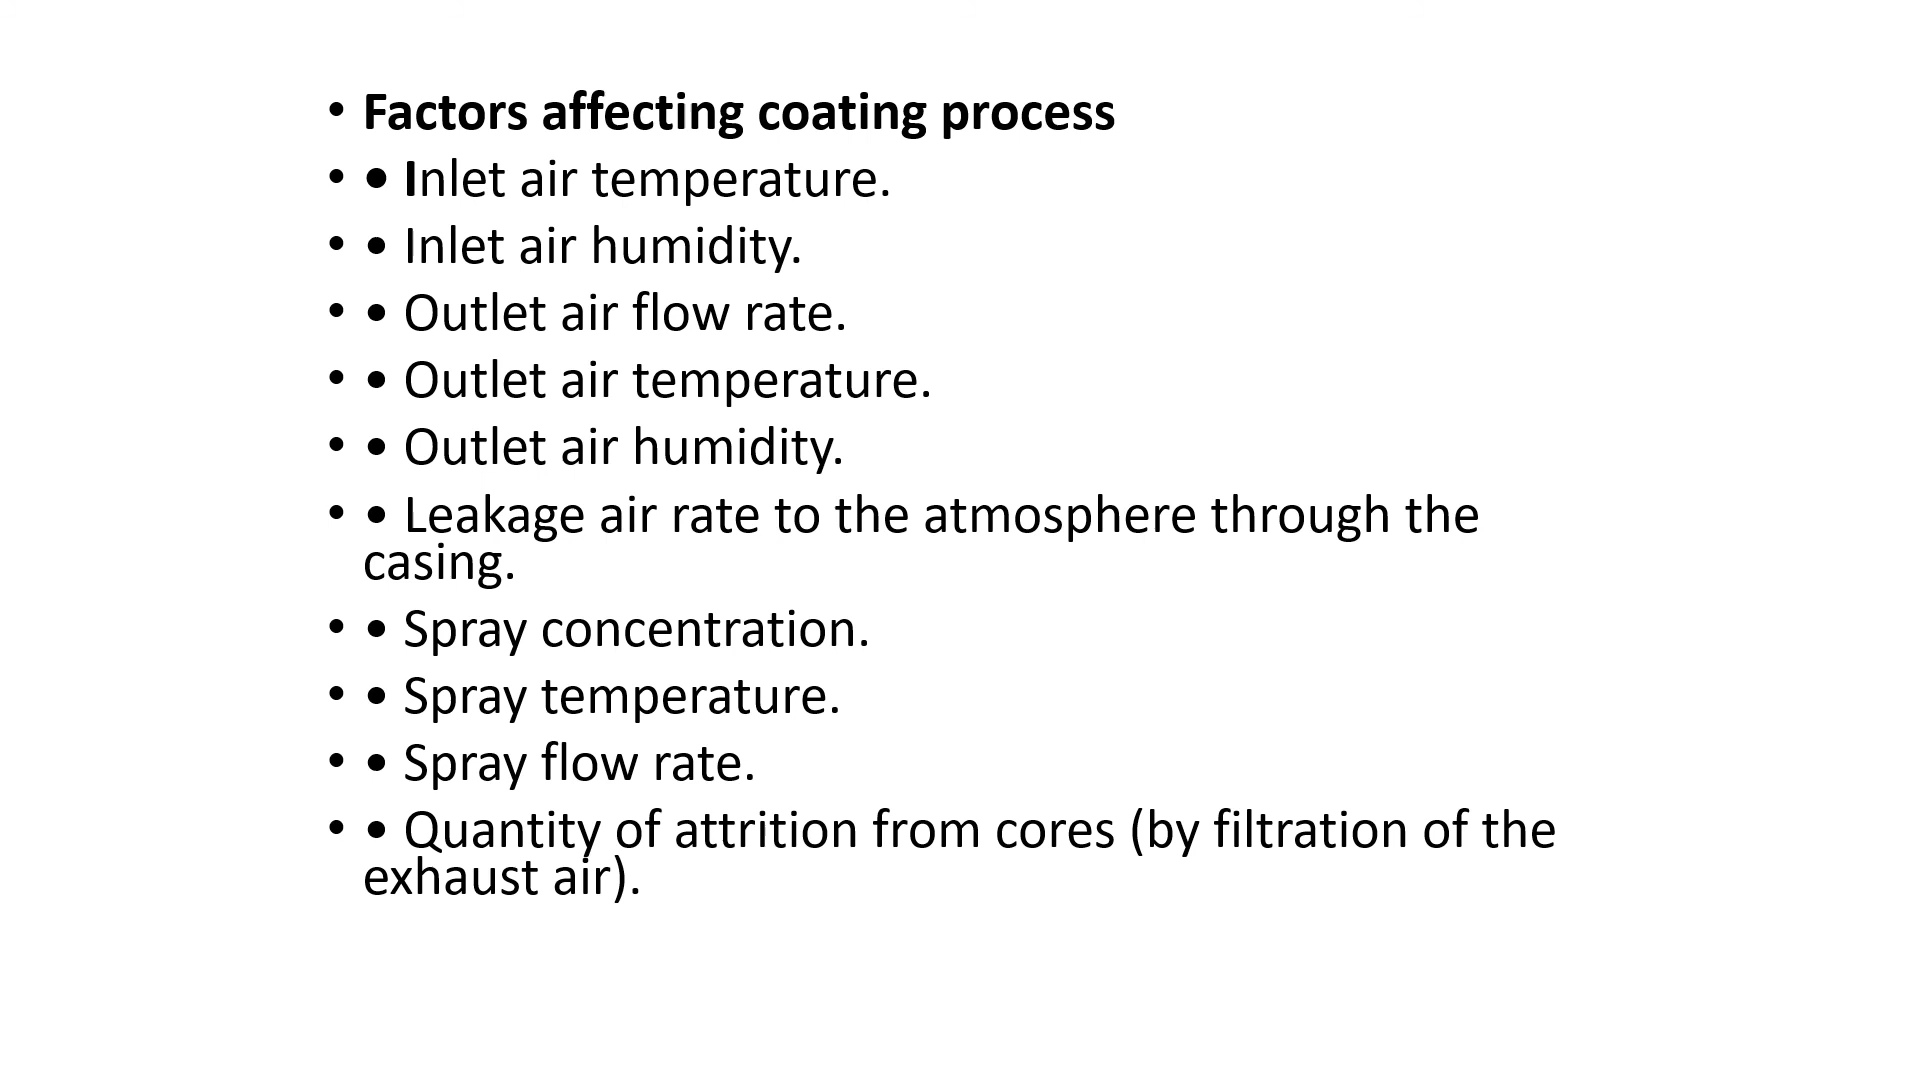 • Factors affecting coating process
• • Inlet air temperature.
• • Inlet air humidity.
• • Outlet air flow rate.
• • Outlet air temperature.
• • Outlet air humidity.
• • Leakage air rate to the atmosphere through the
casing.
• • Spray concentration.
• • Spray temperature.
• • Spray flow rate.
• • Quantity of attrition from cores (by filtration of the
exhaust air).